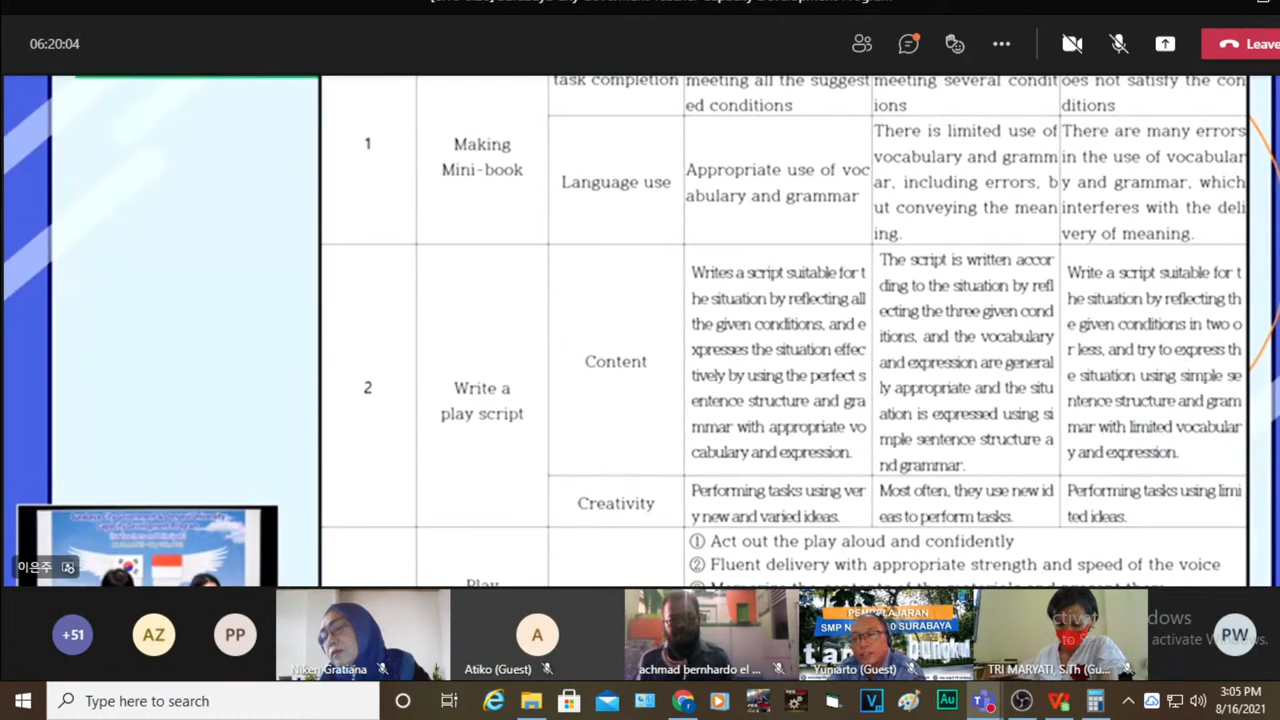 06:20:04
Leave
task completion
meeting all the suggest
ed conditions
meeting several condit
ions
oes not satisfy the con
ditions
1
Making
Mini-book
Language use
Appropriate use of voc
abulary and grammar
There is limited use of
vocabulary and gramm
ar, including errors, b
ut conveying the mean
ing.
There are many errors
in the use of vocabular
y and grammar, which
interferes with the deli
very of meaning.
2
Write a
play script
Content
Writes a script suitable for t
he situation by reflecting all
the given conditions, and e
xpresses the situation effec
tively by using the perfect s
entence structure and gra
mmar with appropriate vo
cabulary and expression.
The script is written accor
ding to the situation by refl
ecting the three given cond
itions, and the vocabulary
and expression are general
ly appropriate and the situ
ation is expressed using si
mple sentence structure a
nd grammar.
Write a script suitable for t
he situation by reflecting th
e given conditions in two o
r less, and try to express th
e situation using simple se
ntence structure and gram
mar with limited vocabular
y and expression.
Creativity
Performing tasks using ver
y new and varied ideas.
Most often, they use new id
eas to perform tasks.
Performing tasks using limi
ted ideas.
Play
① Act out the play aloud and confidently
② Fluent delivery with appropriate strength and speed of the voice
Capacity Development Program
이은주
+51
AZ
PP
Niken Gratiana
A
Atiko (Guest)
achmad bernhardo el ...
PEMBELAJARAN
SURABAYA
Yuniarto (Guest)
TRI MARYATI, S.Th (Gu...
PW
Type here to search
Au
3:05 PM
8/16/2021